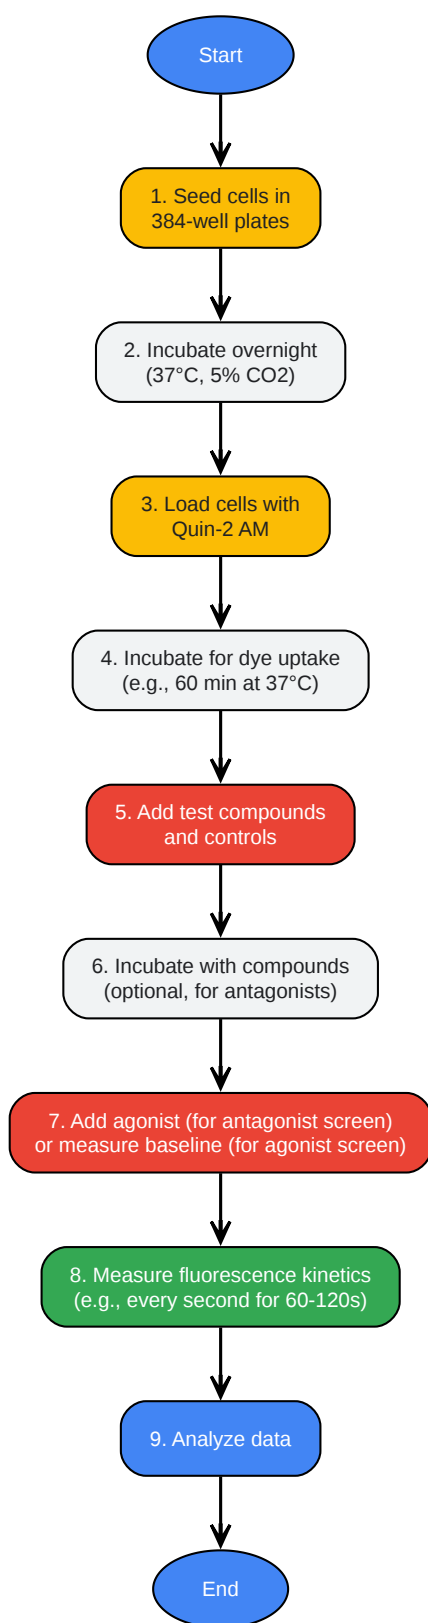 Start
1. Seed cells in
384-well plates
2. Incubate overnight
(37°C, 5% CO2)
3. Load cells with
Quin-2 AM
4. Incubate for dye uptake
(e.g., 60 min at 37°C)
5. Add test compounds
and controls
6. Incubate with compounds
(optional, for antagonists)
7. Add agonist (for antagonist screen)
or measure baseline (for agonist screen)
8. Measure fluorescence kinetics
(e.g., every second for 60-120s)
9. Analyze data
End